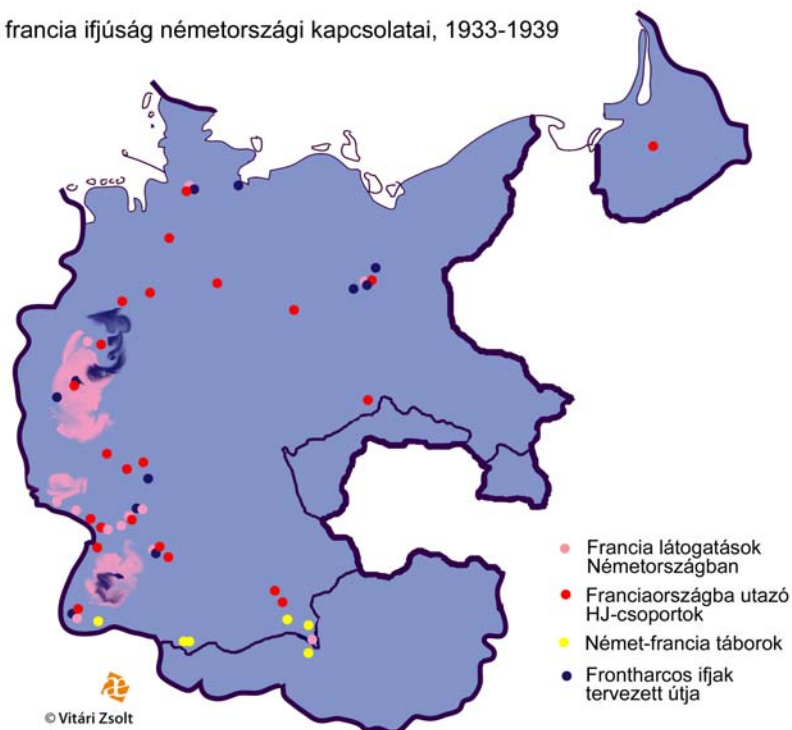 francia ifjúság németországi kapcsolatai, 1933-1939
Francia látogatások
Németországban
Franciaországba utazó
HJ-csoportok
Német-francia táborok
Frontharcos ifjak
tervezett útja
æ
© Vitári Zsolt